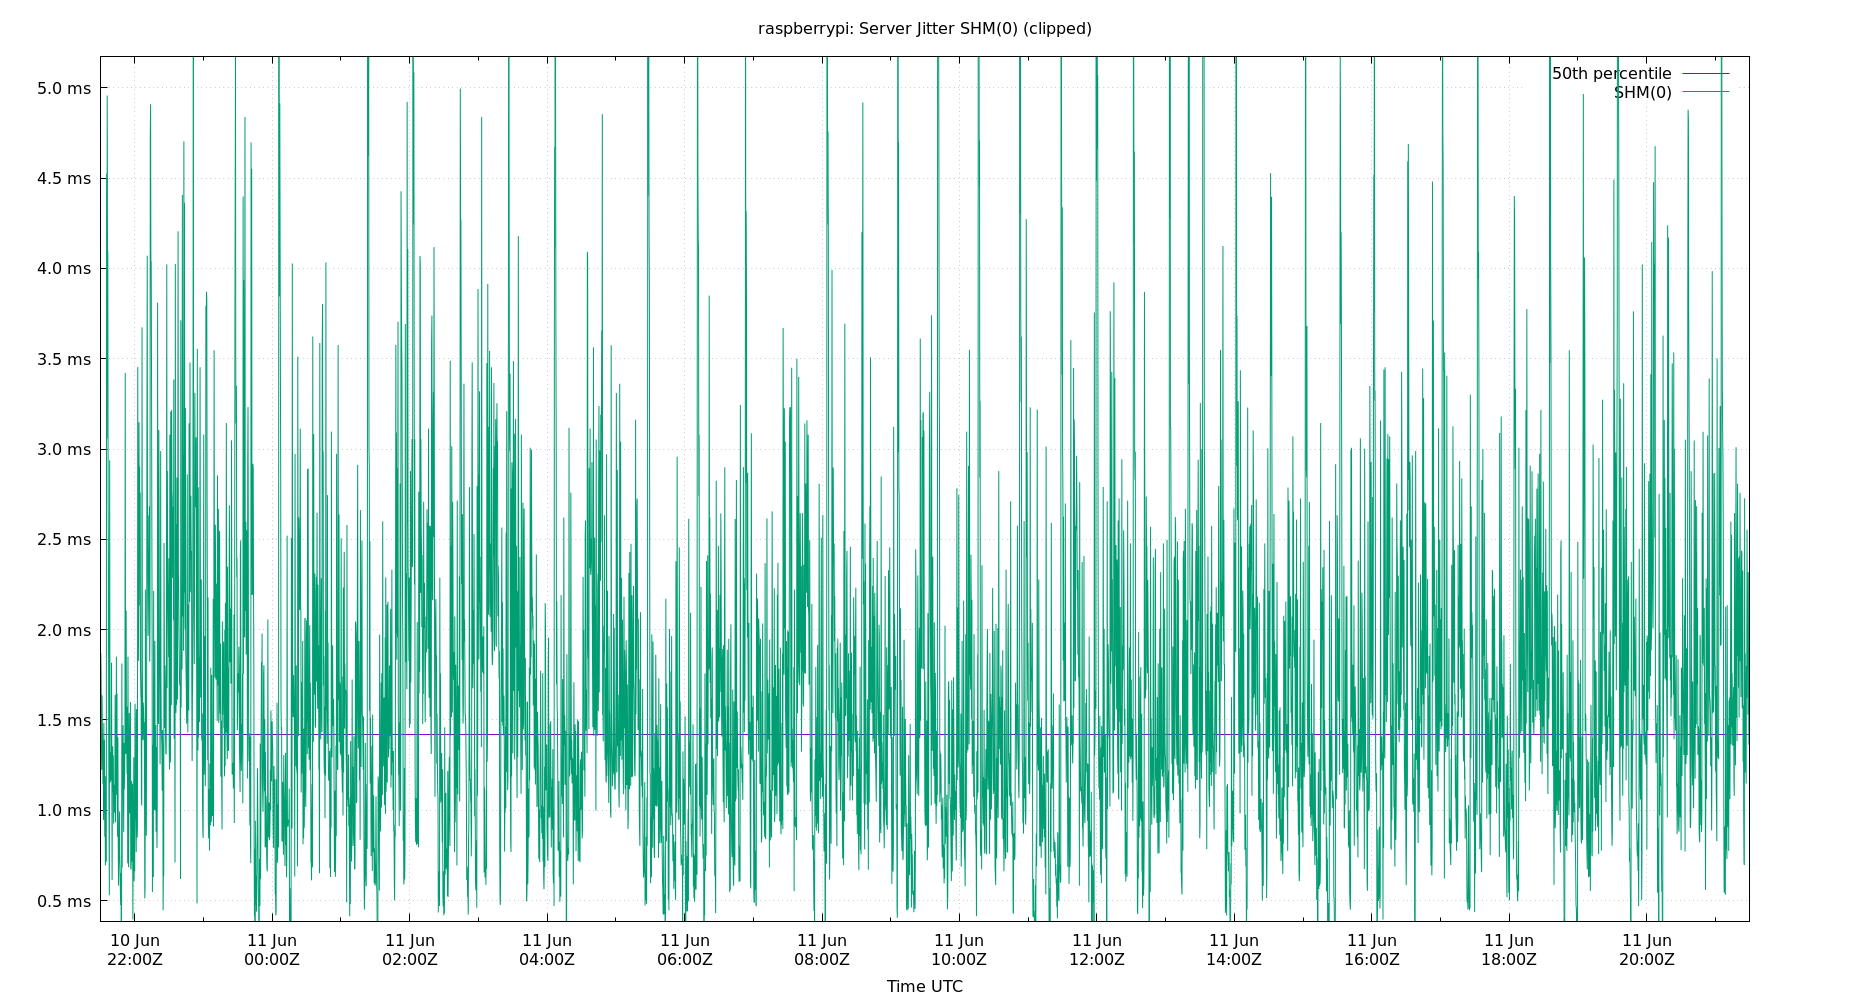 raspberrypi: Server Jitter SHM(0) (clipped)
50th percentile
SHM(0)
5.0 ms
4.5 ms
4.0 ms
3.5 ms
3.0 ms
2.5 ms
2.0 ms
1.5 ms
1.0 ms
0.5 ms
10 Jun 11 Jun 11 Jun 11 Jun 11 Jun 11 Jun 11 Jun 11 Jun 11 Jun 11 Jun 11 Jun 11 Jun
22:00Z 00:00Z 02:00Z 04:00Z 06:00Z 08:00Z 10:00Z 12:00Z 14:00Z 16:00Z 18:00Z 20:00Z
Time UTC